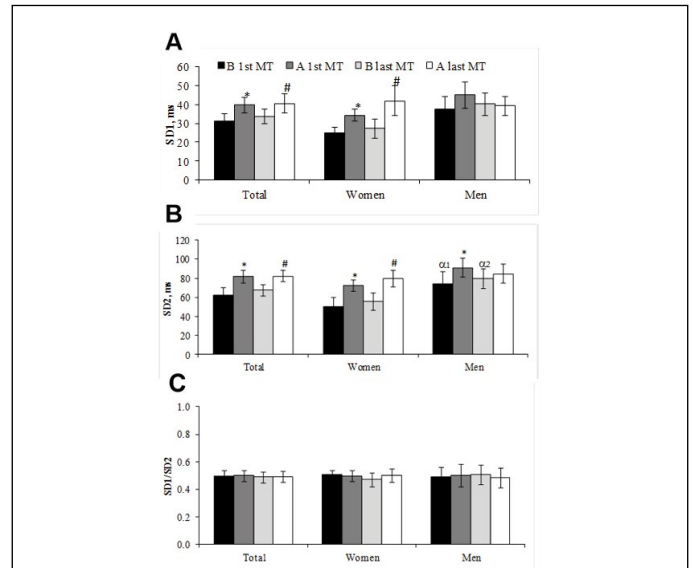 A
B 1st MT A 1st MT B last MT A last MT
60
50
40
30
20
10
0
SD1, ms
* # * #
Total Women Men
B
120
100
80
60
40
20
0
SD2, ms
* # * # α1 * α2
Total Women Men
C
1.0
0.8
0.6
0.4
0.2
0.0
SD1/SD2
Total Women Men